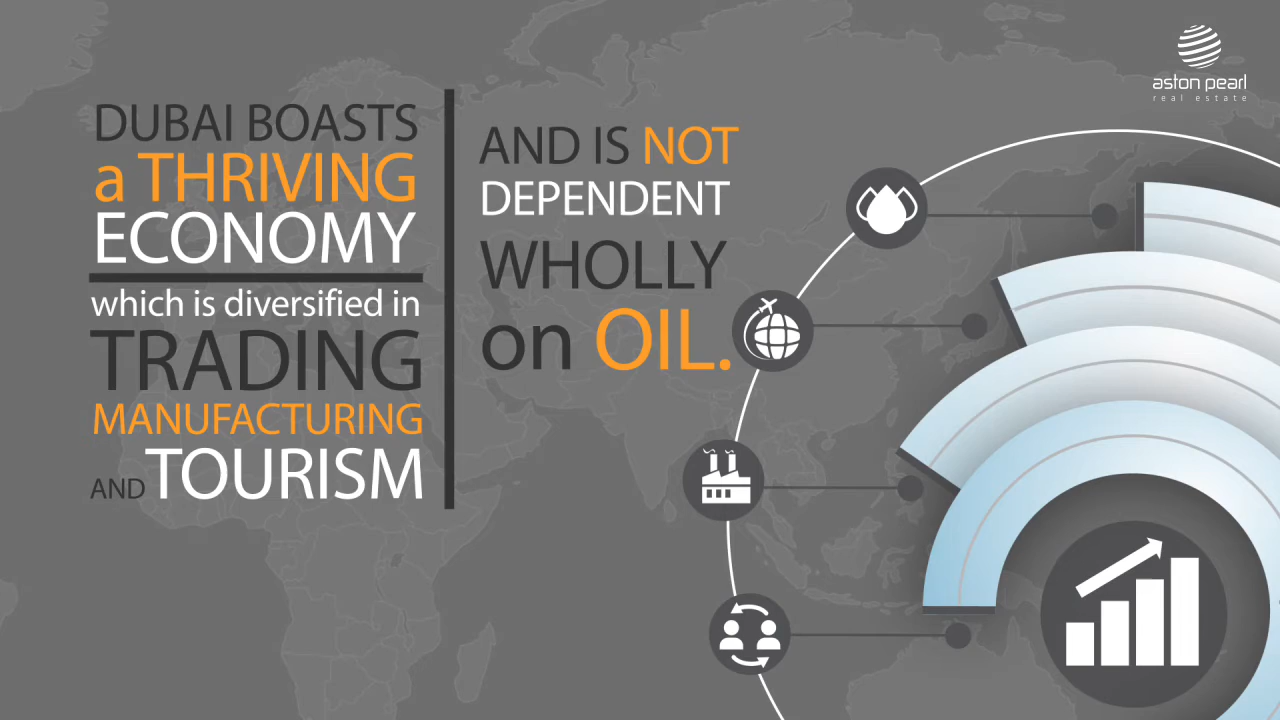 DUBAI BOASTS
a THRIVING
ECONOMY
which is diversified in
TRADING
MANUFACTURING
AND TOURISM
AND IS NOT
DEPENDENT
WHOLLY
on OIL.
aston pearl
real estate